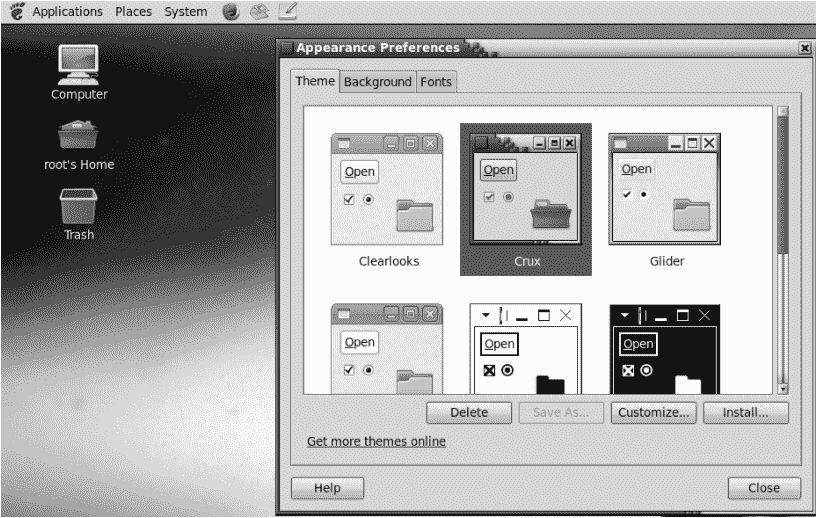 Applications Places System
Computer
root's Home
Trash
Appearance Preferences
Theme Background Fonts
Open Open Open
Clearlooks Crux Glider
Open Open Open
Delete Save As... Customize... Install...
Get more themes online
Help Close